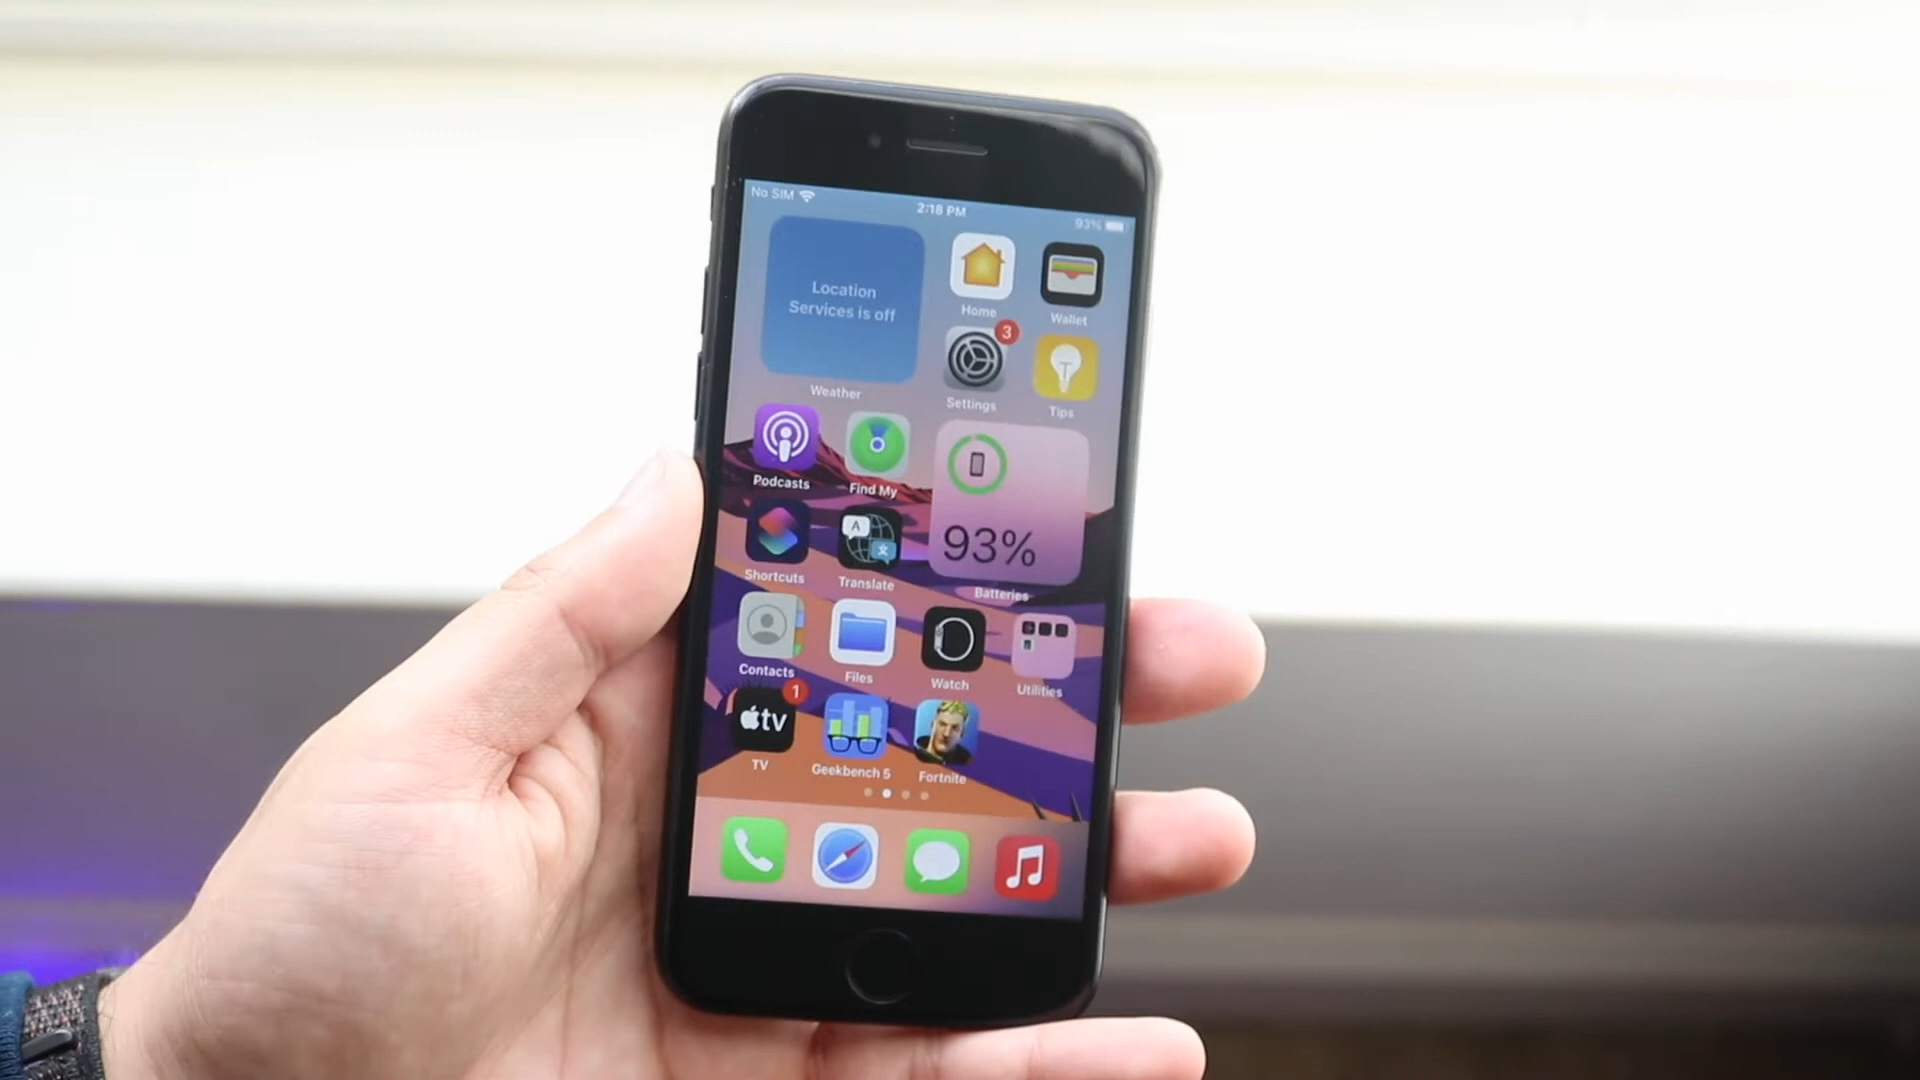 No SIM
2:18 PM
93%
Location
Services is off
Weather
Home
Wallet
3
Settings
Tips
Podcasts
Find My
93%
Batteries
Shortcuts
A
文
Translate
Contacts
Files
Watch
Utilities
1
tv
TV
Geekbench 5
Fortnite